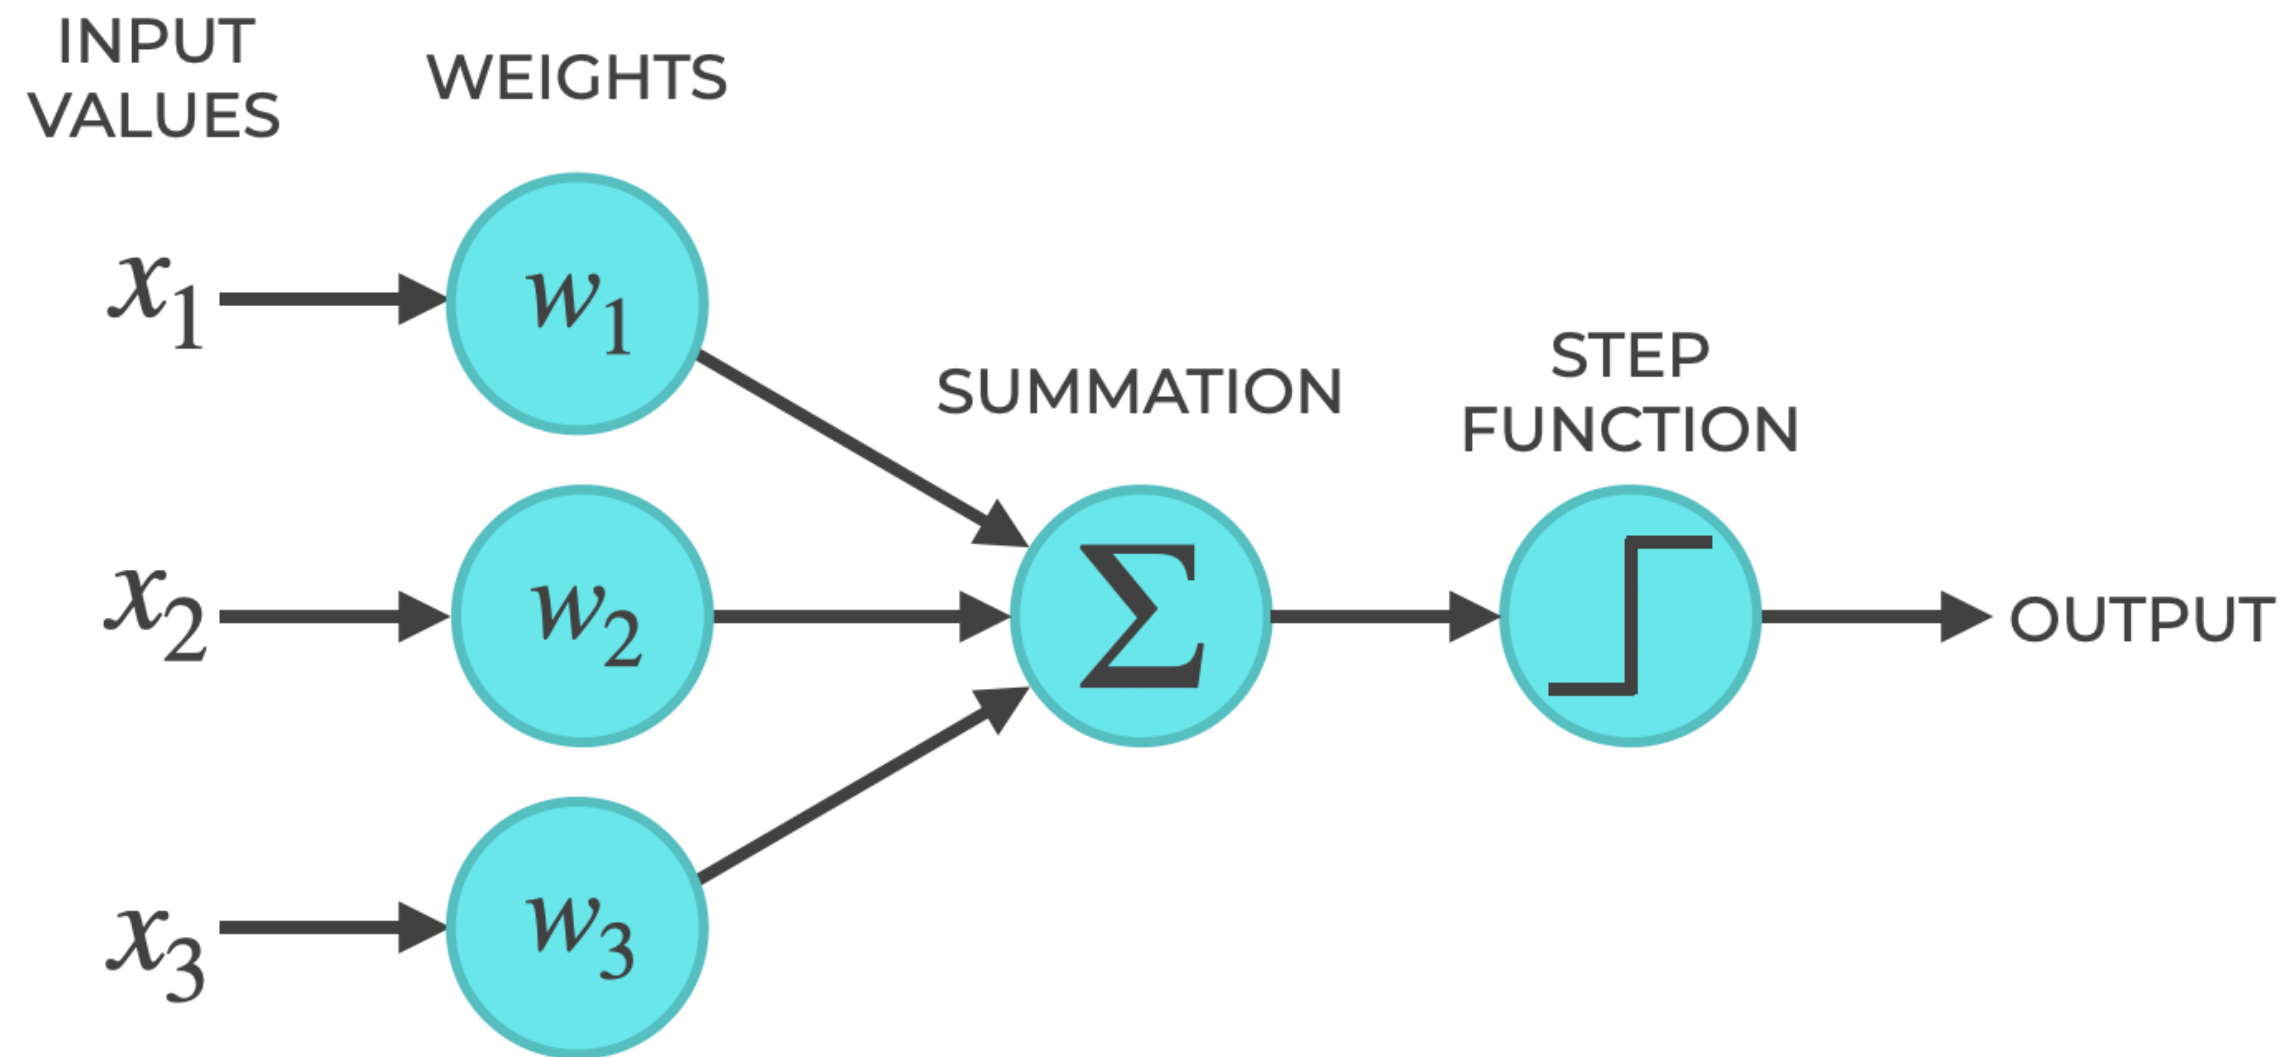 INPUT
VALUES
WEIGHTS
x₁
w₁
SUMMATION
STEP
FUNCTION
x₂
w₂
Σ
OUTPUT
x₃
w₃